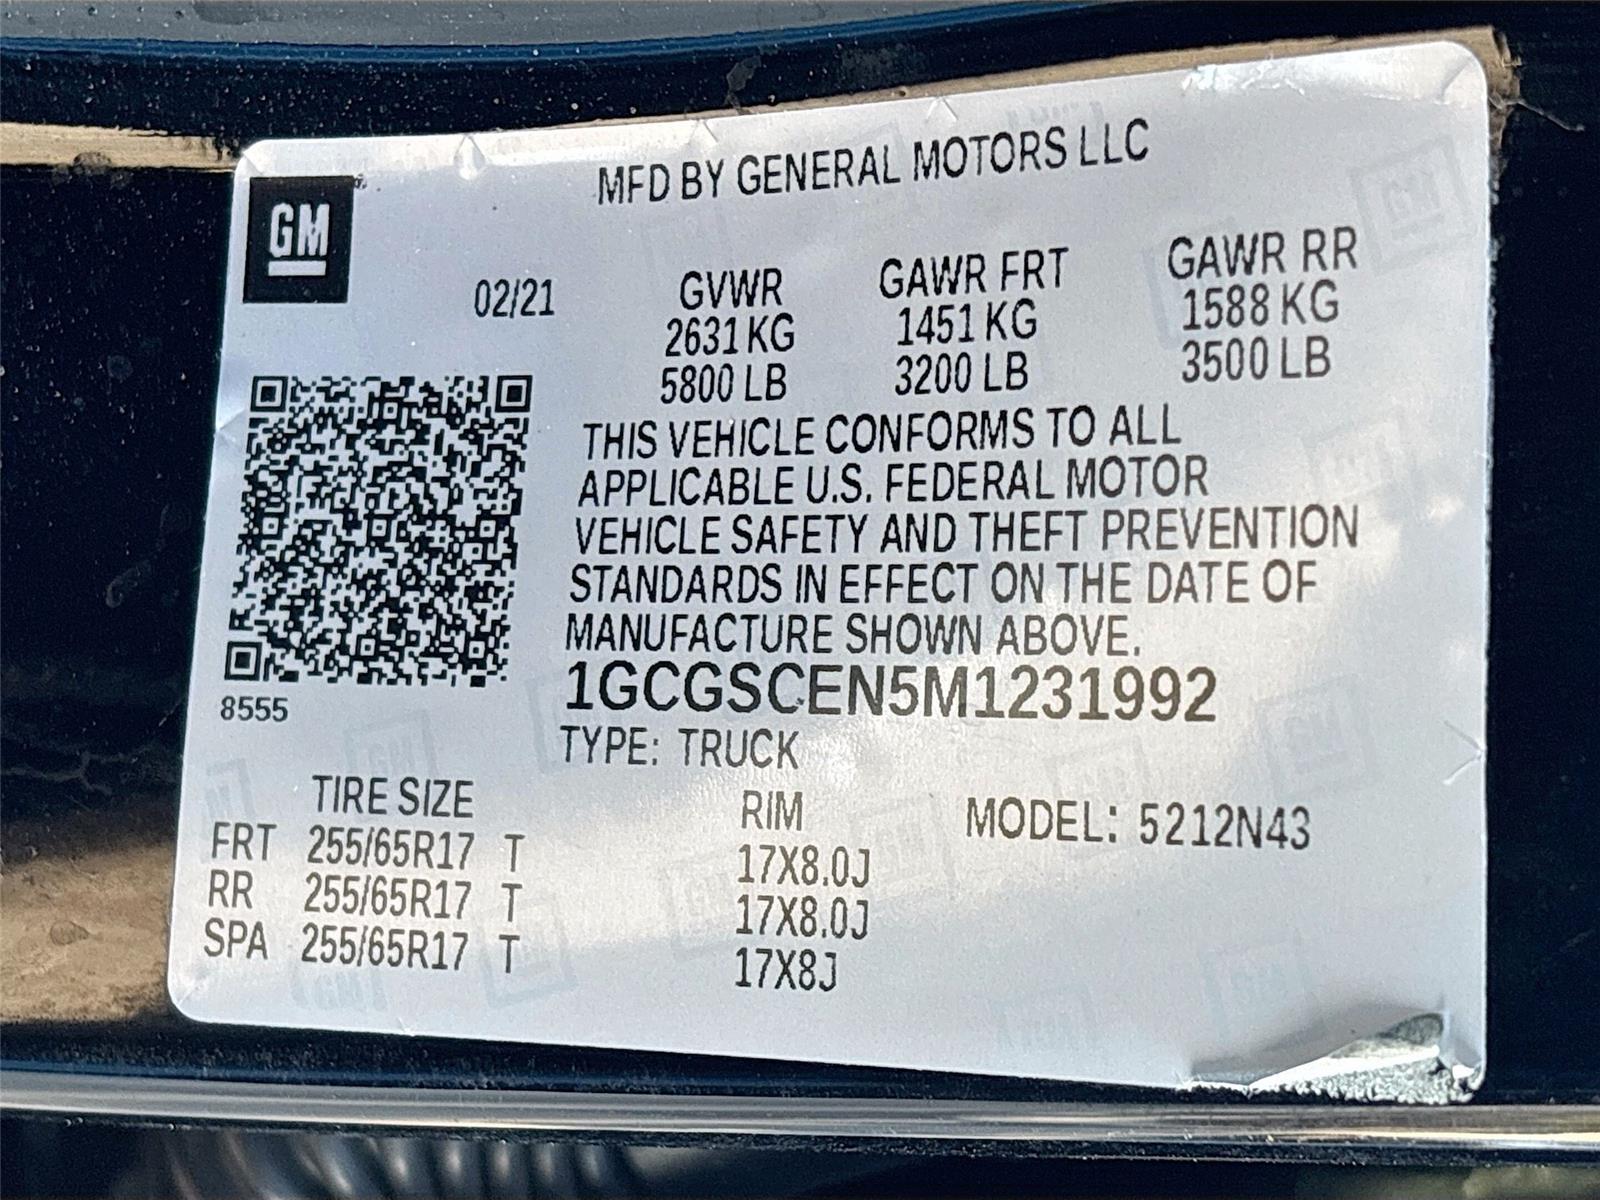 MFD BY GENERAL MOTORS LLC
GM
02/21
GVWR GAWR FRT GAWR RR
2631 KG 1451 KG 1588 KG
5800 LB 3200 LB 3500 LB
THIS VEHICLE CONFORMS TO ALL
APPLICABLE U.S. FEDERAL MOTOR
VEHICLE SAFETY AND THEFT PREVENTION
STANDARDS IN EFFECT ON THE DATE OF
MANUFACTURE SHOWN ABOVE.
1GCGSCEN5M1231992
8555
TYPE: TRUCK
TIRE SIZE RIM MODEL: 5212N43
FRT 255/65R17 T 17X8.0J
RR 255/65R17 T 17X8.0J
SPA 255/65R17 T 17X8J